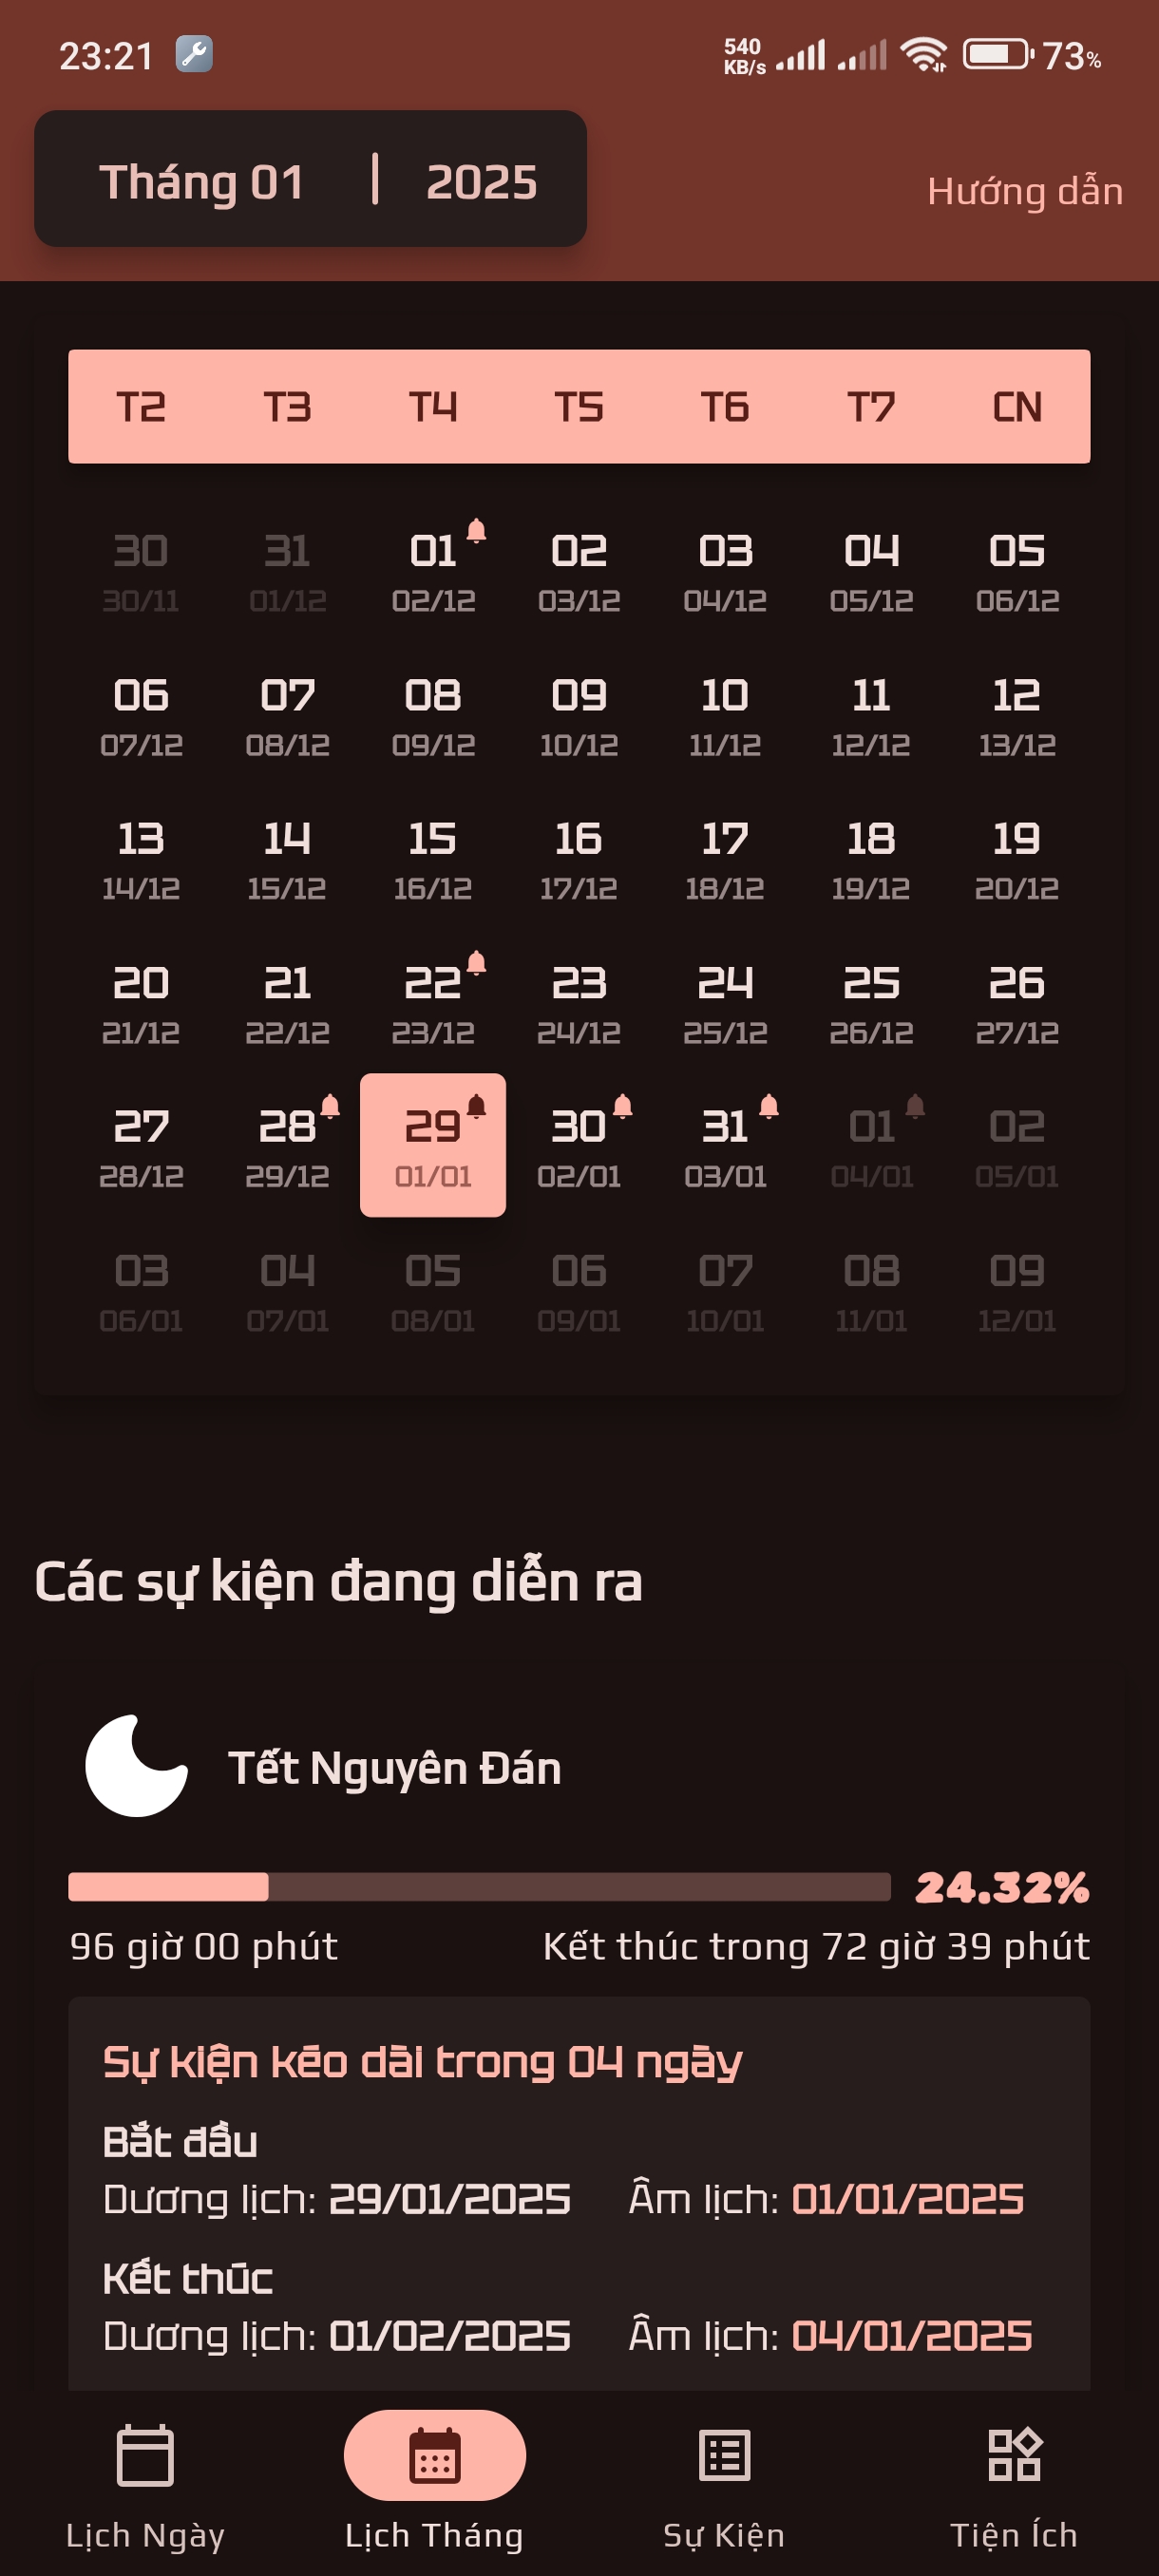 23:21 540 KB/s 73%
Tháng 01 | 2025 Hướng dẫn
T2 T3 T4 T5 T6 T7 CN
30 31 01 02 03 04 05
30/11 01/12 02/12 03/12 04/12 05/12 06/12
06 07 08 09 10 11 12
07/12 08/12 09/12 10/12 11/12 12/12 13/12
13 14 15 16 17 18 19
14/12 15/12 16/12 17/12 18/12 19/12 20/12
20 21 22 23 24 25 26
21/12 22/12 23/12 24/12 25/12 26/12 27/12
27 28 29 30 31 01 02
28/12 29/12 01/01 02/01 03/01 04/01 05/01
03 04 05 06 07 08 09
06/01 07/01 08/01 09/01 10/01 11/01 12/01
Các sự kiện đang diễn ra
Tết Nguyên Đán
24.32%
96 giờ 00 phút Kết thúc trong 72 giờ 39 phút
Sự kiện kéo dài trong 04 ngày
Bắt đầu
Dương lịch: 29/01/2025 Âm lịch: 01/01/2025
Kết thúc
Dương lịch: 01/02/2025 Âm lịch: 04/01/2025
Lịch Ngày Lịch Tháng Sự Kiện Tiện Ích